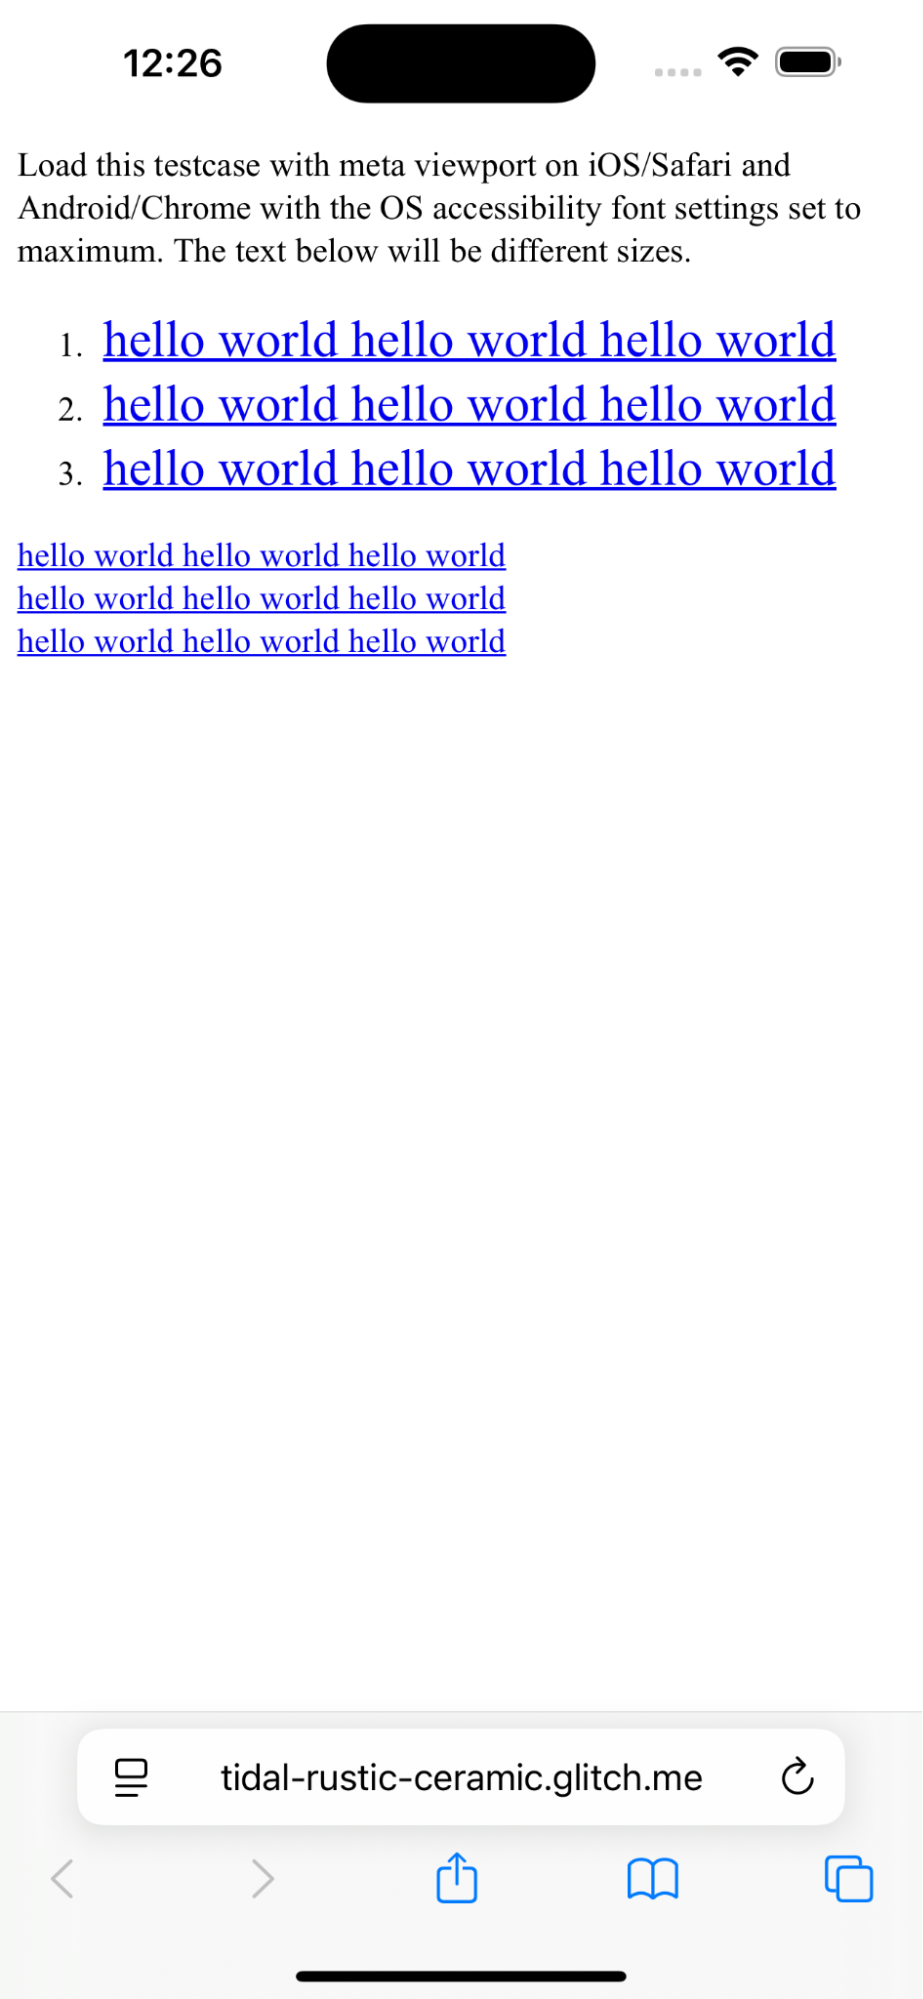 12:26
Load this testcase with meta viewport on iOS/Safari and
Android/Chrome with the OS accessibility font settings set to
maximum. The text below will be different sizes.
1. hello world hello world hello world
2. hello world hello world hello world
3. hello world hello world hello world
hello world hello world hello world
hello world hello world hello world
hello world hello world hello world
tidal-rustic-ceramic.glitch.me